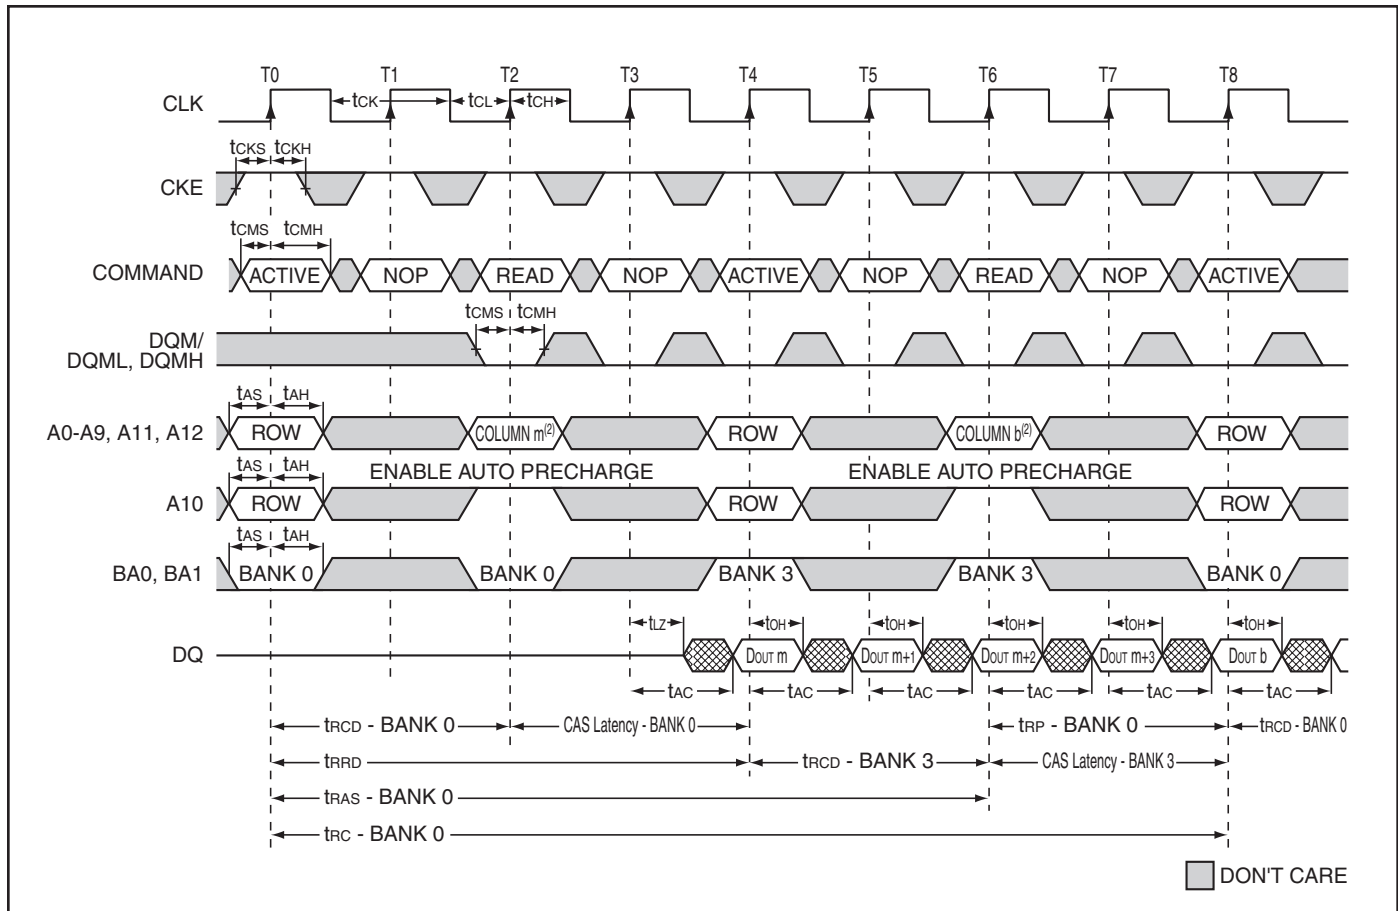 T0 T1 T2 T3 T4 T5 T6 T7 T8
CLK tCK tCL tCH
tCKS tCKH
CKE
tCMS tCMH
COMMAND ACTIVE NOP READ NOP ACTIVE NOP READ NOP ACTIVE
tCMS tCMH
DQM/
DQML, DQMH
tAS tAH
A0-A9, A11, A12 ROW COLUMN m(2) ROW COLUMN b(2) ROW
tAS tAH ENABLE AUTO PRECHARGE ENABLE AUTO PRECHARGE
A10 ROW ROW ROW
tAS tAH
BA0, BA1 BANK 0 BANK 0 BANK 3 BANK 3 BANK 0
tLZ tOH tOH tOH tOH tOH
DQ DOUT m DOUT m+1 DOUT m+2 DOUT m+3 DOUT b
tAC tAC tAC tAC tAC tAC
tRCD - BANK 0 CAS Latency - BANK 0 tRP - BANK 0 tRCD - BANK 0
tRRD tRCD - BANK 3 CAS Latency - BANK 3
tRAS - BANK 0
tRC - BANK 0
DON'T CARE